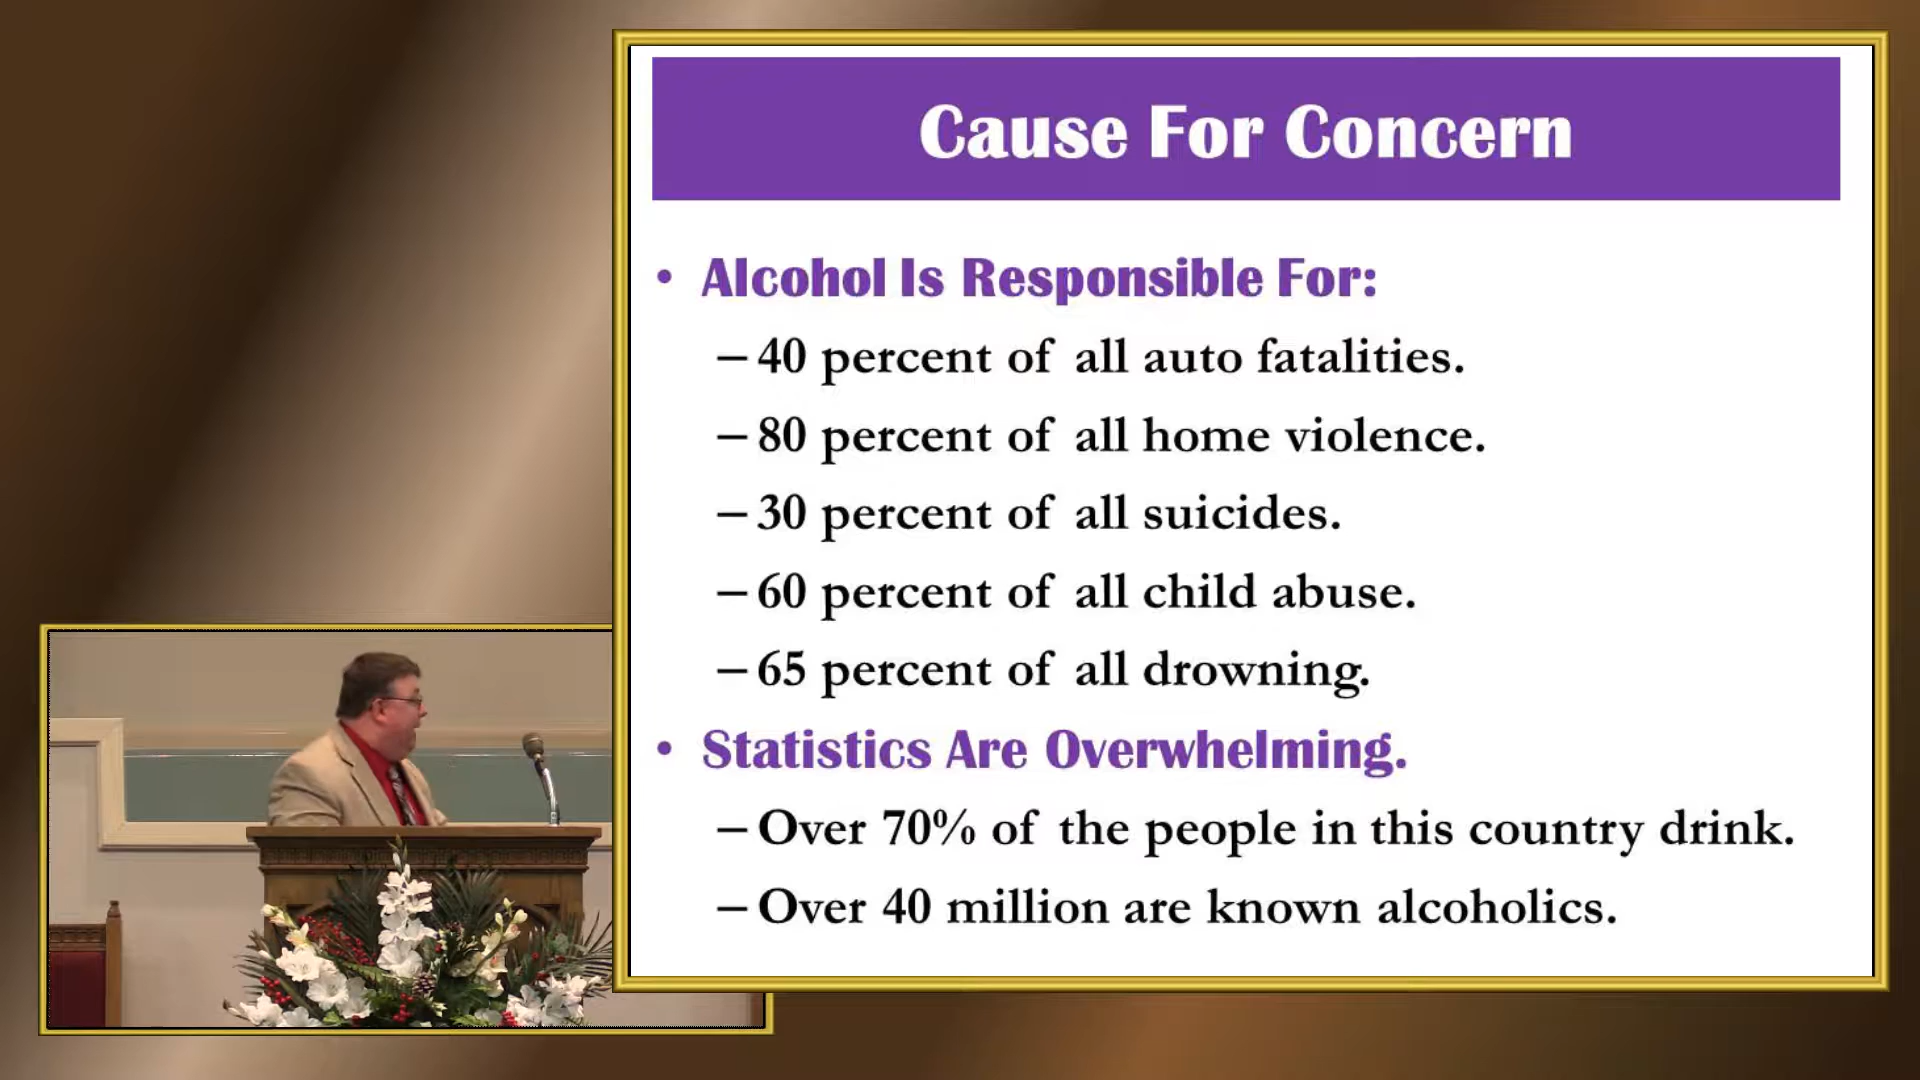 Cause For Concern
• Alcohol Is Responsible For:
– 40 percent of all auto fatalities.
– 80 percent of all home violence.
– 30 percent of all suicides.
– 60 percent of all child abuse.
– 65 percent of all drowning.
• Statistics Are Overwhelming.
– Over 70% of the people in this country drink.
– Over 40 million are known alcoholics.